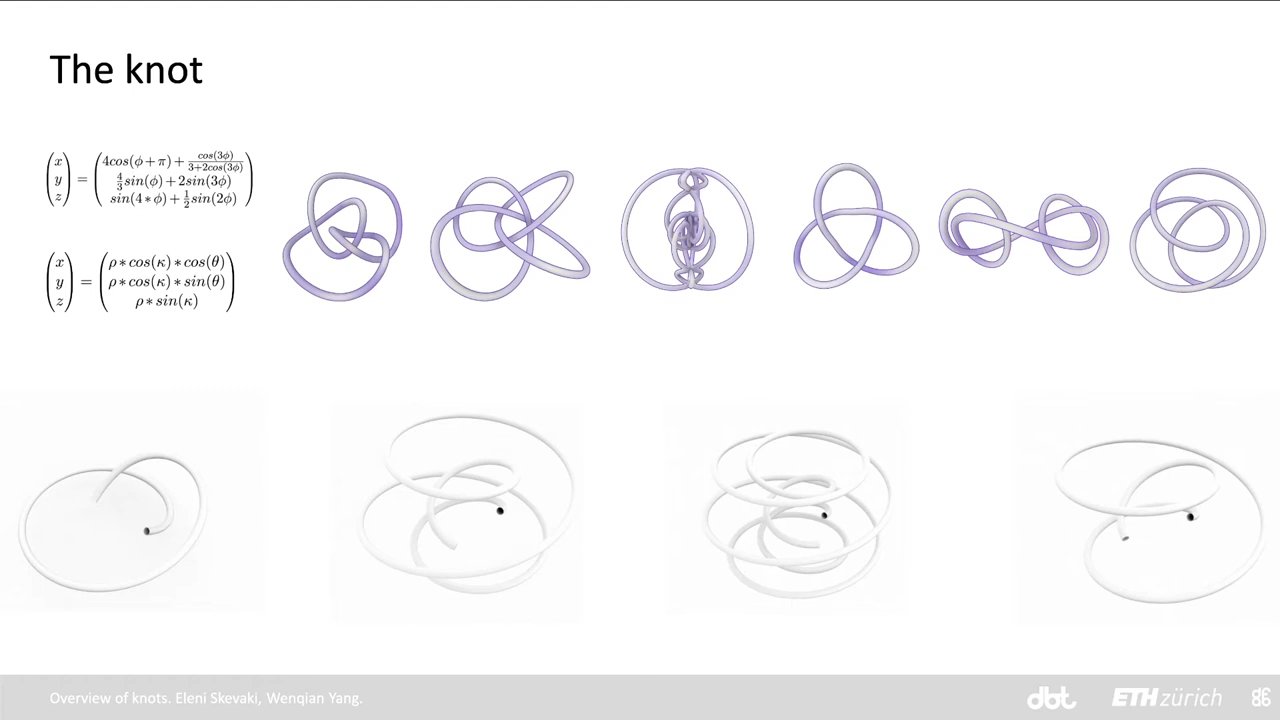 The knot
(x y z) = (4cos(ϕ+π) + cos(3ϕ)/(3+2cos(3ϕ))
4/3 sin(ϕ) + 2sin(3ϕ)
sin(4∗ϕ) + 1/2 sin(2ϕ))
(x y z) = (ρ∗cos(κ)∗cos(θ)
ρ∗cos(κ)∗sin(θ)
ρ∗sin(κ))
Overview of knots. Eleni Skevaki, Wenqian Yang.
dbt ETH zürich